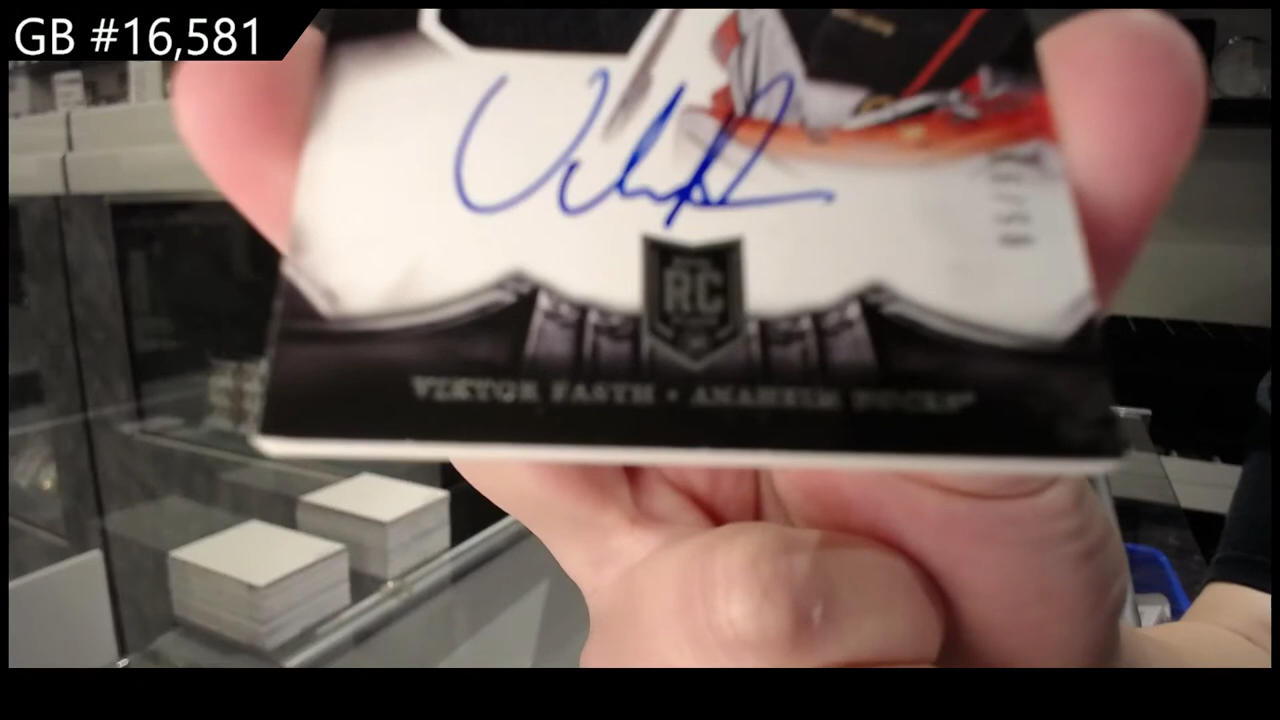 GB #16,581
RC
VIKTOR FASTH • ANAHEIM DUCKS